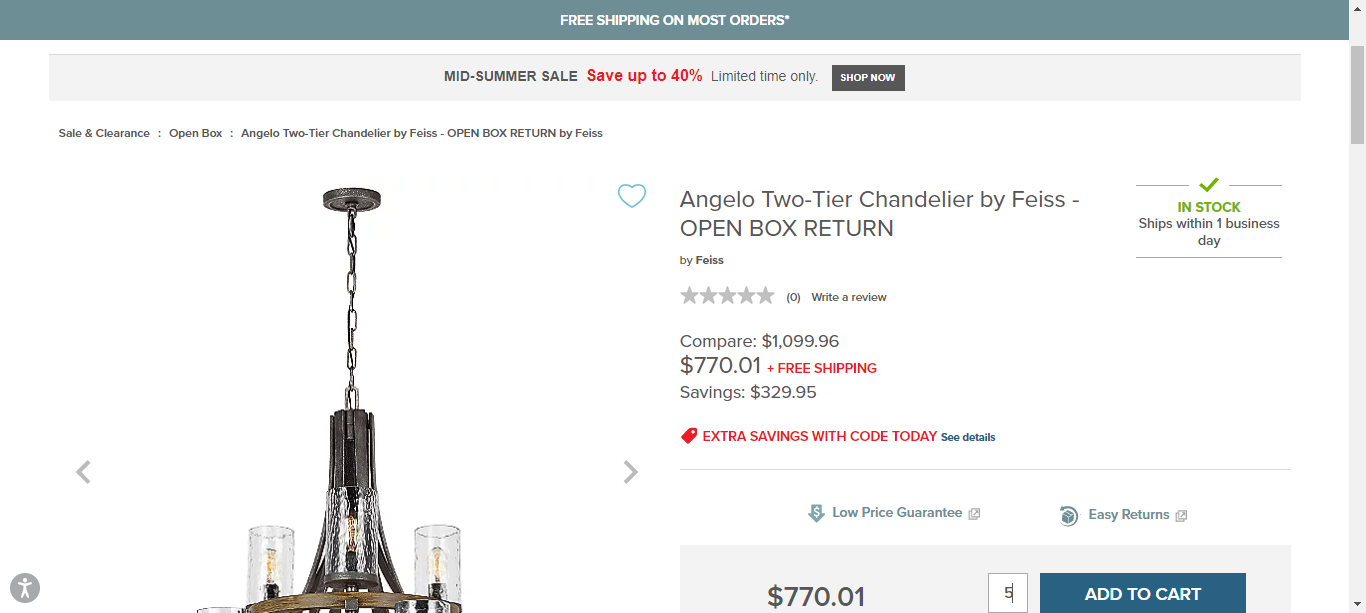 FREE SHIPPING ON MOST ORDERS*
MID-SUMMER SALE Save up to 40% Limited time only. SHOP NOW
Sale & Clearance : Open Box : Angelo Two-Tier Chandelier by Feiss - OPEN BOX RETURN by Feiss
Angelo Two-Tier Chandelier by Feiss -
OPEN BOX RETURN
by Feiss
(0) Write a review
IN STOCK
Ships within 1 business
day
Compare: $1,099.96
$770.01 + FREE SHIPPING
Savings: $329.95
EXTRA SAVINGS WITH CODE TODAY See details
Low Price Guarantee
Easy Returns
$770.01
5
ADD TO CART